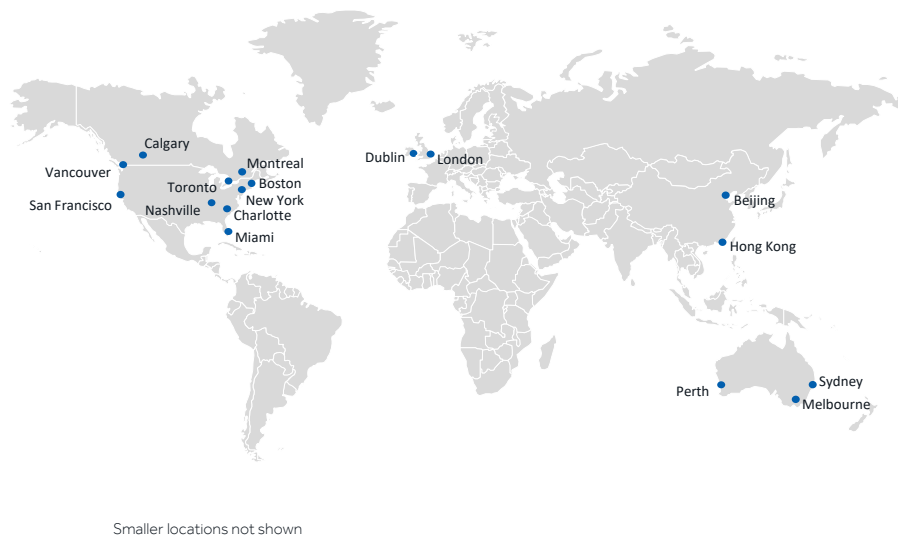 Calgary
Vancouver
Montreal
Toronto
Boston
San Francisco
New York
Nashville
Charlotte
Miami
Dublin
London
Beijing
Hong Kong
Perth
Sydney
Melbourne
Smaller locations not shown